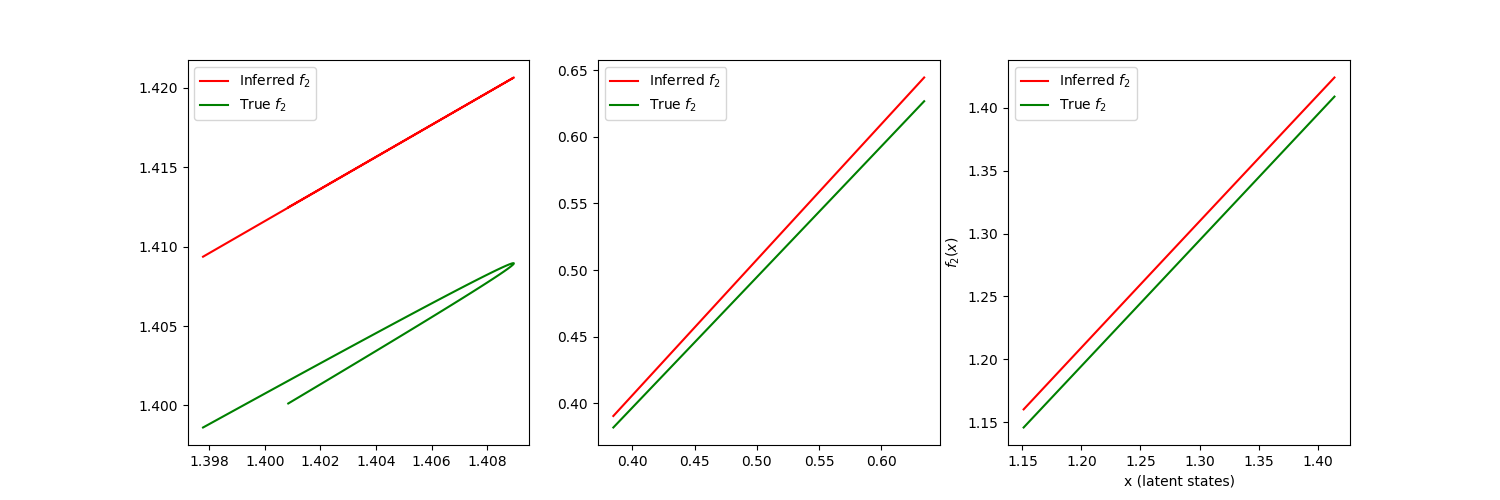 Inferred f₂
True f₂
1.420
1.415
1.410
1.405
1.400
1.398 1.400 1.402 1.404 1.406 1.408
Inferred f₂
True f₂
0.65
0.60
0.55
0.50
0.45
0.40
0.40 0.45 0.50 0.55 0.60
Inferred f₂
True f₂
f₂(x)
1.40
1.35
1.30
1.25
1.20
1.15
1.15 1.20 1.25 1.30 1.35 1.40
x (latent states)